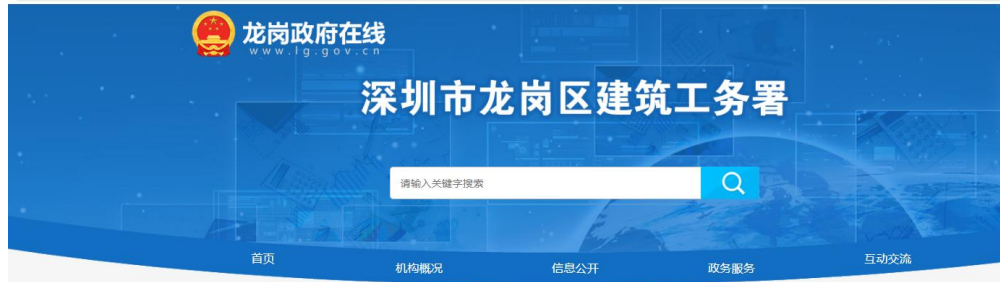 龙岗政府在线
www.lg.gov.cn
深圳市龙岗区建筑工务署
请输入关键字搜索
首页 机构概况 信息公开 政务服务 互动交流